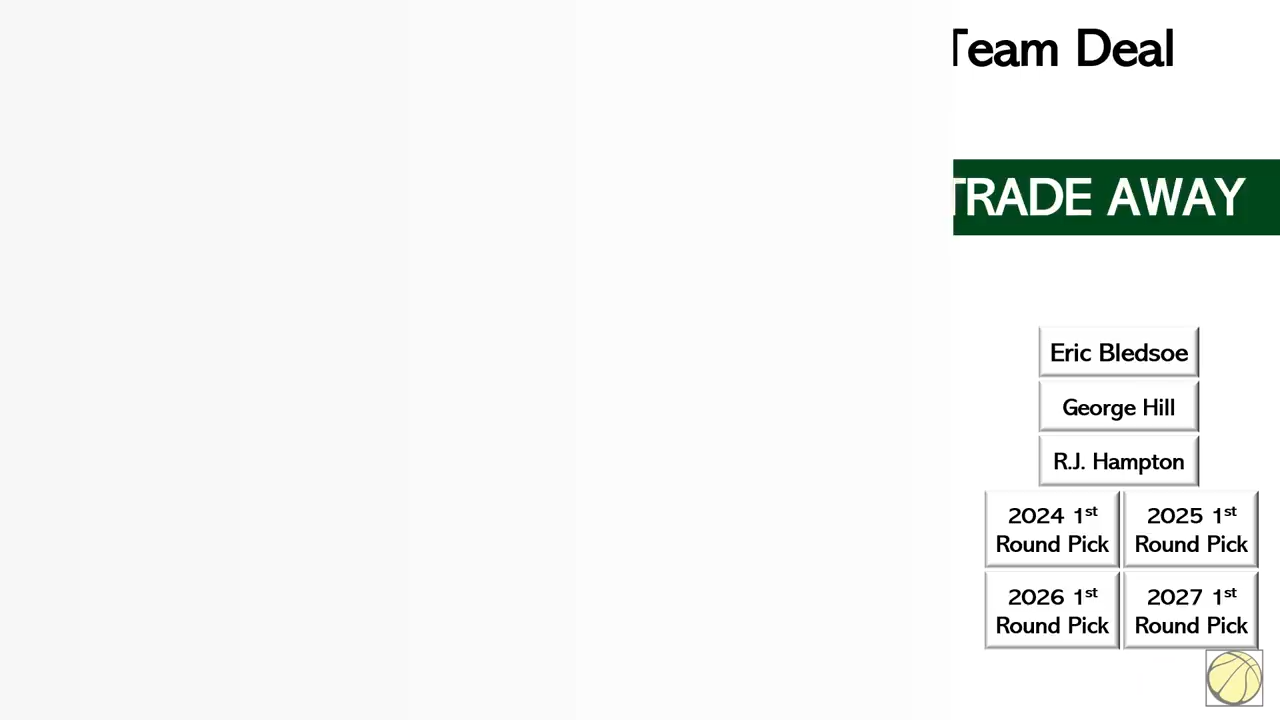 Team Deal
TRADE AWAY
Eric Bledsoe
George Hill
R.J. Hampton
2024 1st
Round Pick
2025 1st
Round Pick
2026 1st
Round Pick
2027 1st
Round Pick